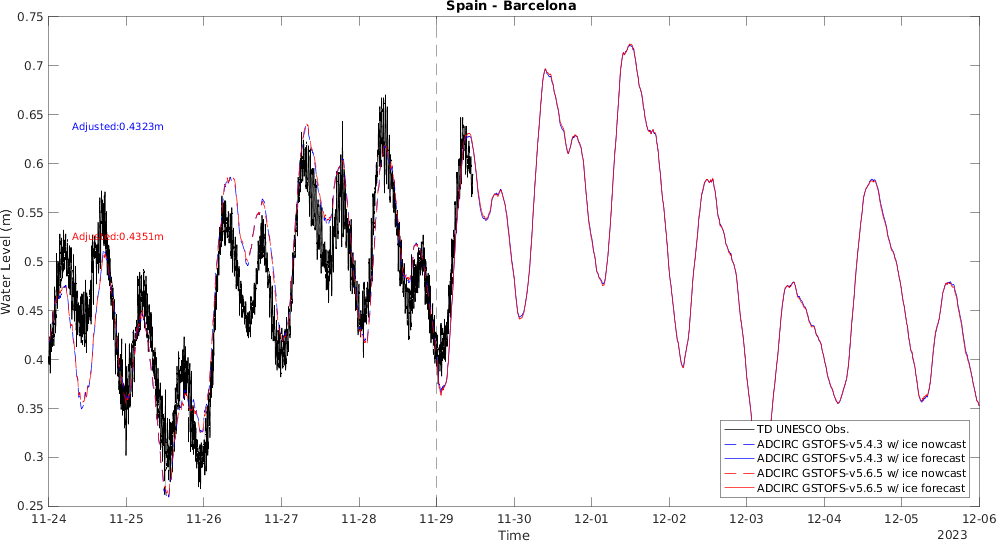 Spain - Barcelona
0.75
0.7
0.65
0.6
0.55
0.5
0.45
0.4
0.35
0.3
0.25
Water Level (m)
Adjusted:0.4323m
Adjusted:0.4351m
TD UNESCO Obs.
ADCIRC GSTOFS-v5.4.3 w/ ice nowcast
ADCIRC GSTOFS-v5.4.3 w/ ice forecast
ADCIRC GSTOFS-v5.6.5 w/ ice nowcast
ADCIRC GSTOFS-v5.6.5 w/ ice forecast
11-24 11-25 11-26 11-27 11-28 11-29 11-30 12-01 12-02 12-03 12-04 12-05 12-06
Time
2023